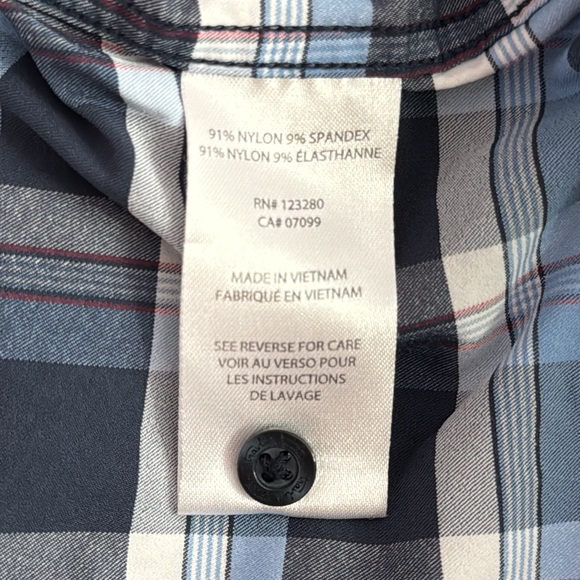 91% NYLON 9% SPANDEX
91% NYLON 9% ÉLASTHANNE
RN# 123280
CA# 07099
MADE IN VIETNAM
FABRIQUÉ EN VIETNAM
SEE REVERSE FOR CARE
VOIR AU VERSO POUR
LES INSTRUCTIONS
DE LAVAGE